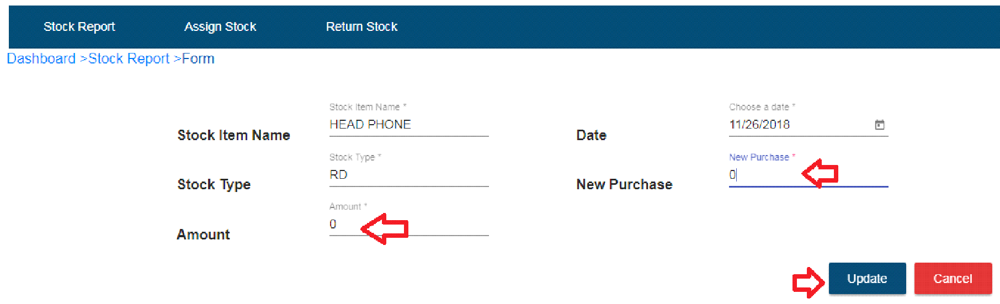 Stock Report Assign Stock Return Stock
Dashboard >Stock Report >Form
Stock Item Name *
HEAD PHONE
Stock Item Name
Choose a date *
11/26/2018
Date
Stock Type *
RD
Stock Type
New Purchase *
0
New Purchase
Amount *
0
Amount
Update Cancel